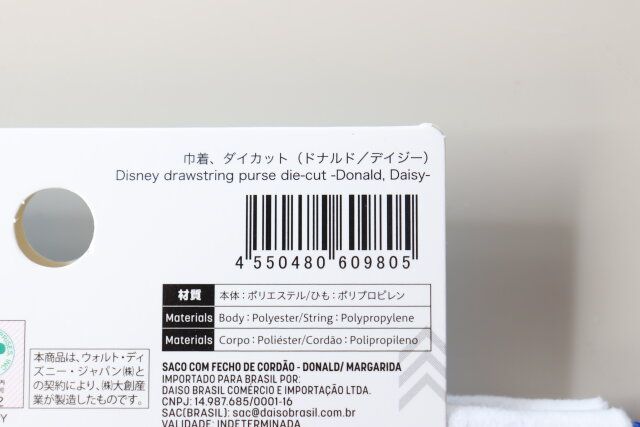 巾着、ダイカット（ドナルド／デイジー）
Disney drawstring purse die-cut -Donald, Daisy-
4 550480 609805
材質 本体：ポリエステル/ひも：ポリプロピレン
Materials Body : Polyester/String : Polypropylene
Materials Corpo : Poliéster/Cordão : Polipropileno
本商品は、ウォルト・ディ
ズニー・ジャパン㈱と
の契約により、㈱大創産
業が製造したものです。
SACO COM FECHO DE CORDÃO - DONALD/ MARGARIDA
IMPORTADO PARA BRASIL POR:
DAISO BRASIL COMÉRCIO E IMPORTAÇÃO LTDA.
CNPJ: 14.987.685/0001-16
SAC(BRASIL): sac@daisobrasil.com.br
VALIDADE: INDETERMINADA